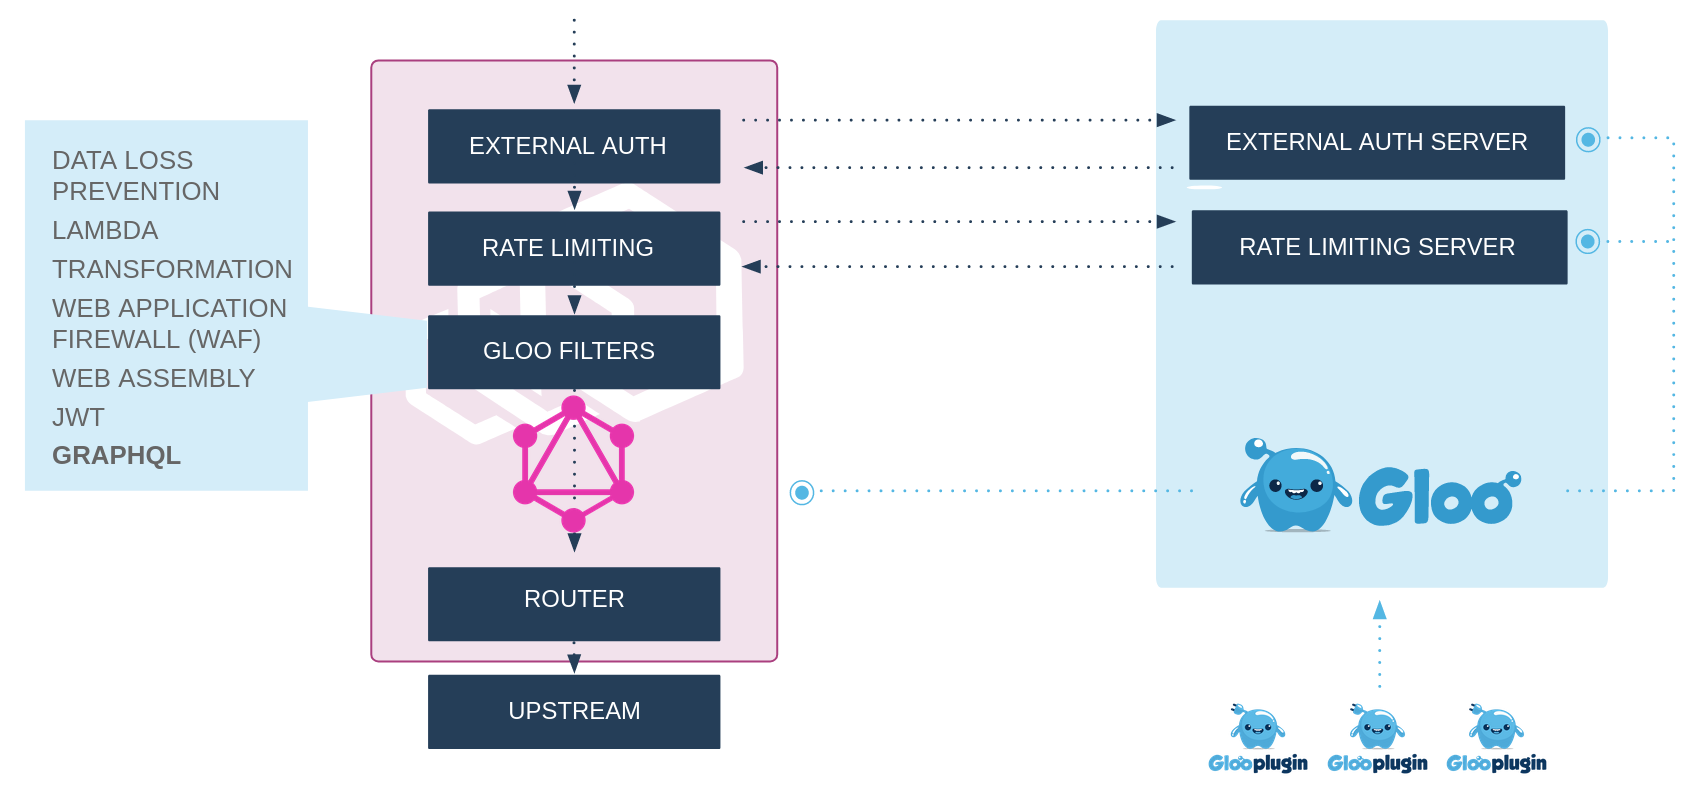 DATA LOSS
PREVENTION
LAMBDA
TRANSFORMATION
WEB APPLICATION
FIREWALL (WAF)
WEB ASSEMBLY
JWT
GRAPHQL
EXTERNAL AUTH
RATE LIMITING
GLOO FILTERS
ROUTER
UPSTREAM
EXTERNAL AUTH SERVER
RATE LIMITING SERVER
Gloo
Glooplugin
Glooplugin
Glooplugin